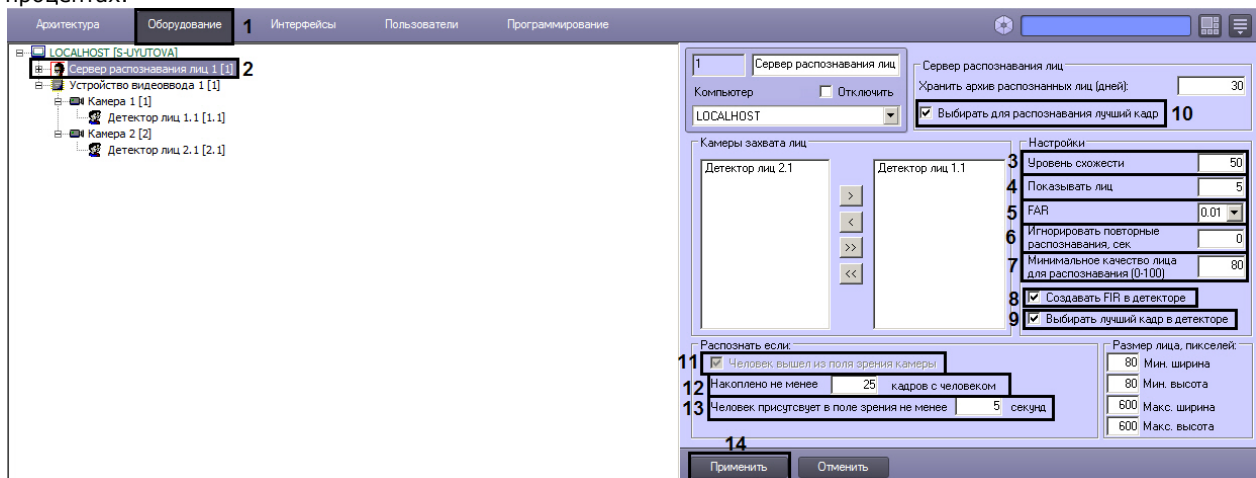 процентах.
Архитектура Оборудование 1 Интерфейсы Пользователи Программирование
LOCALHOST [S-UYUTOVA]
Сервер распознавания лиц 1 [1] 2
Устройство видеоввода 1 [1]
Камера 1 [1]
Детектор лиц 1.1 [1.1]
Камера 2 [2]
Детектор лиц 2.1 [2.1]
1 Сервер распознавания лиц
Компьютер Отключить
LOCALHOST
Сервер распознавания лиц
Хранить архив распознанных лиц (дней): 30
Выбирать для распознавания лучший кадр 10
Камеры захвата лиц
Детектор лиц 2.1
>
<
>>
<<
Детектор лиц 1.1
Настройки
3 Уровень схожести 50
4 Показывать лиц 5
5 FAR 0.01
6 Игнорировать повторные
распознавания, сек 0
7 Минимальное качество лица
для распознавания (0-100) 80
8 Создавать FIR в детекторе
9 Выбирать лучший кадр в детекторе
Распознать если:
11 Человек вышел из поля зрения камеры
12 Накоплено не менее 25 кадров с человеком
13 Человек присутсвует в поле зрения не менее 5 секунд
Размер лица, пикселей:
80 Мин. ширина
80 Мин. высота
600 Макс. ширина
600 Макс. высота
14
Применить Отменить